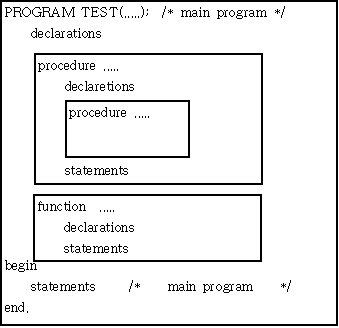 PROGRAM TEST(.....); /* main program */
declarations
procedure .....
declaretions
procedure .....
statements
function .....
declarations
statements
begin
statements /* main program */
end.